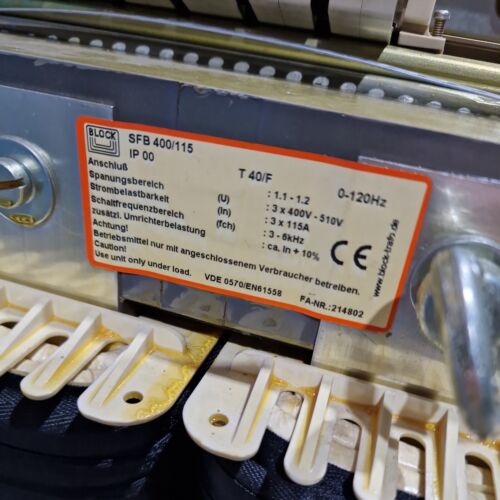 BLOCK
SFB 400/115
IP 00 T 40/F 0-120Hz
Anschluß : 1.1 - 1.2
Spanungsbereich (U) : 3 x 400V - 510V
Strombelastbarkeit (In) : 3 x 115A
Schaltfrequenzbereich (fch) : 3 - 6kHz
zusätzl. Umrichterbelastung : ca. In + 10%
Achtung!
Betriebsmittel nur mit angeschlossenem Verbraucher betreiben.
Caution!
Use unit only under load. VDE 0570/EN61558 FA-NR.:214802
CE
www.block-trafo.de